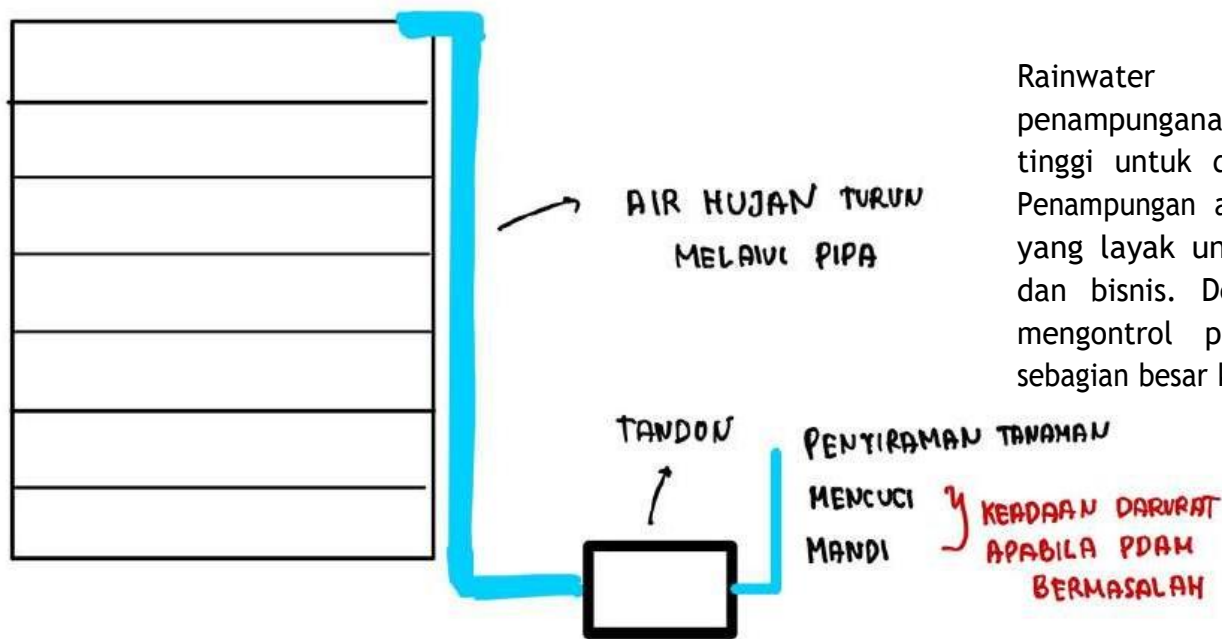 Rainwater
penampungana
tinggi untuk
Penampungan a
yang layak un
dan bisnis.
mengontrol p
sebagian besar
AIR HUJAN TURUN
MELALUI PIPA
TANDON
PENYIRAMAN TANAMAN
MENCUCI
MANDI
KEADAAN DARURAT
APABILA PDAM
BERMASALAH